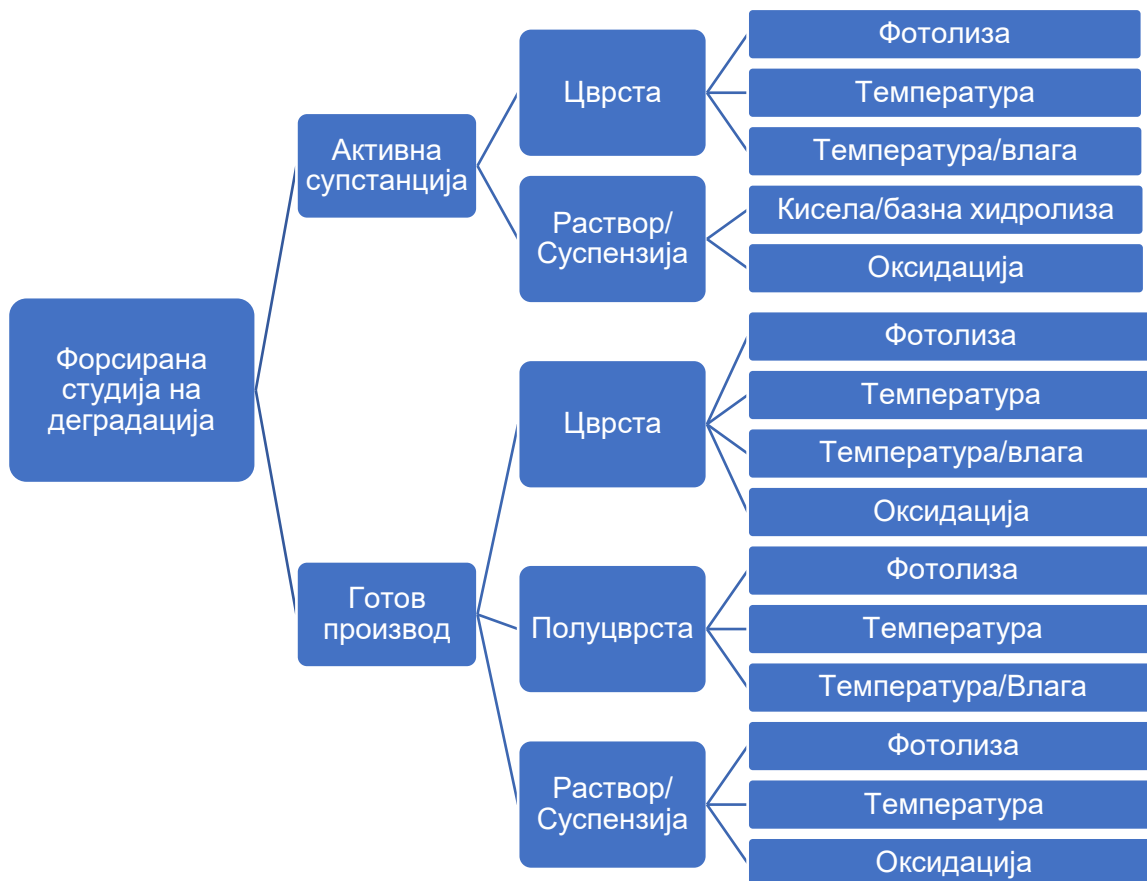 Форсирана
студија на
деградација
Активна
супстанција
Цврста
Фотолиза
Температура
Температура/влага
Раствор/
Суспензија
Кисела/базна хидролиза
Оксидација
Готов
производ
Цврста
Фотолиза
Температура
Температура/влага
Оксидација
Полуцврста
Фотолиза
Температура
Температура/Влага
Раствор/
Суспензија
Фотолиза
Температура
Оксидација